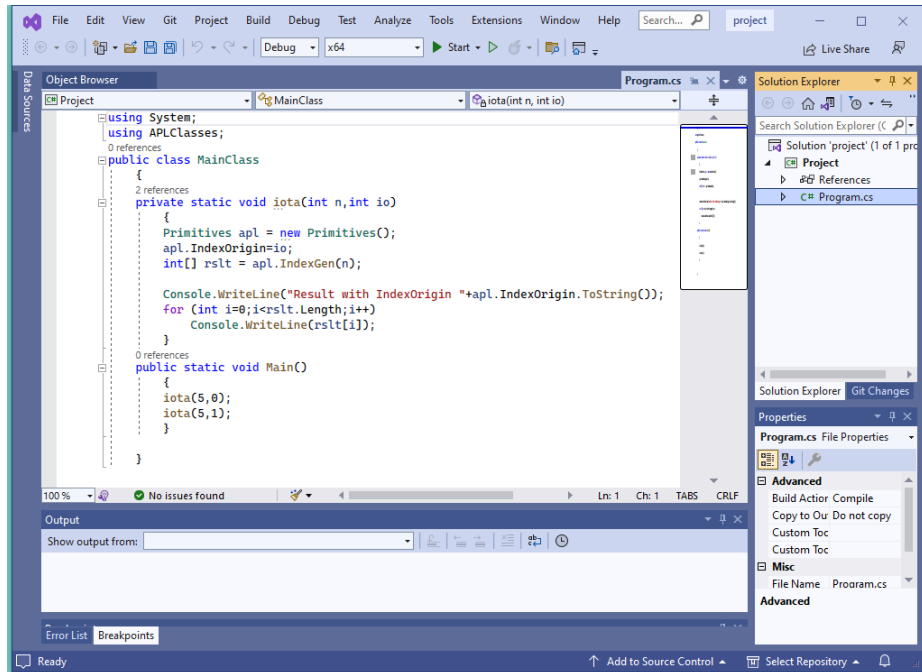 File Edit View Git Project Build Debug Test Analyze Tools Extensions Window Help Search... project
Debug x64 Start Live Share
Data Sources
Object Browser
Program.cs
Project MainClass iota(int n, int io)
using System;
using APLClasses;
0 references
public class MainClass
{
2 references
private static void iota(int n,int io)
{
Primitives apl = new Primitives();
apl.IndexOrigin=io;
int[] rslt = apl.IndexGen(n);
Console.WriteLine("Result with IndexOrigin "+apl.IndexOrigin.ToString());
for (int i=0;i<rslt.Length;i++)
Console.WriteLine(rslt[i]);
}
0 references
public static void Main()
{
iota(5,0);
iota(5,1);
}
}
100 % No issues found Ln: 1 Ch: 1 TABS CRLF
Output
Show output from:
Error List Breakpoints
Solution Explorer
Search Solution Explorer (C
Solution 'project' (1 of 1 pro
C# Project
References
C# Program.cs
Solution Explorer Git Changes
Properties
Program.cs File Properties
Advanced
Build Action Compile
Copy to Ou Do not copy
Custom Toc
Custom Toc
Misc
File Name Program.cs
Advanced
Ready Add to Source Control Select Repository